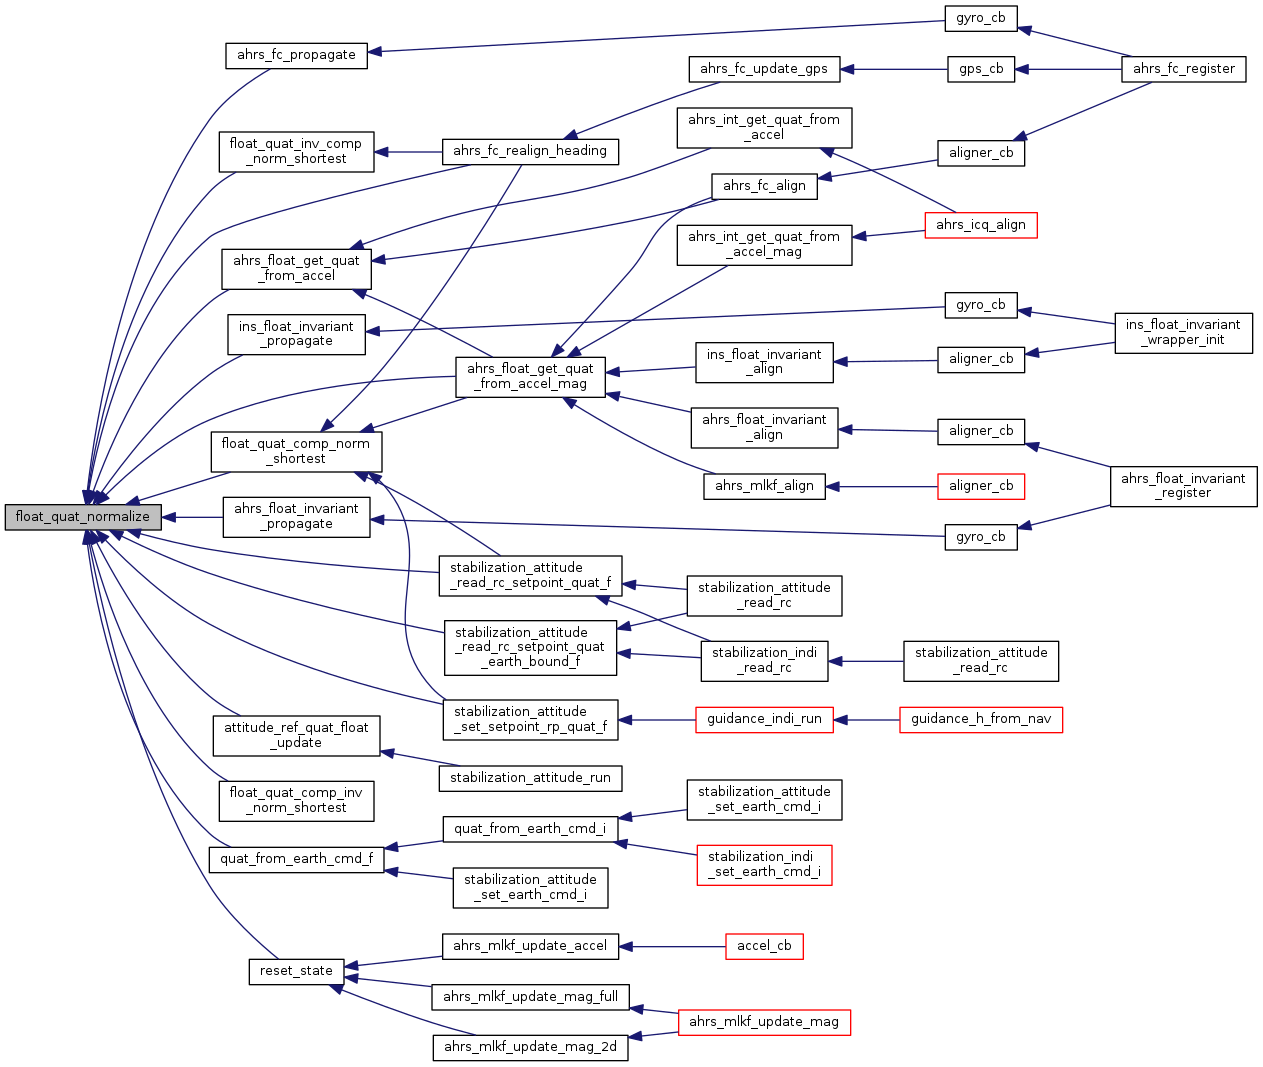 float_quat_normalize
ahrs_fc_propagate
float_quat_inv_comp
_norm_shortest
ahrs_float_get_quat
_from_accel
ins_float_invariant
_propagate
float_quat_comp_norm
_shortest
ahrs_float_invariant
_propagate
attitude_ref_quat_float
_update
float_quat_comp_inv
_norm_shortest
quat_from_earth_cmd_f
reset_state
ahrs_fc_realign_heading
ahrs_float_get_quat
_from_accel_mag
stabilization_attitude
_read_rc_setpoint_quat_f
stabilization_attitude
_read_rc_setpoint_quat
_earth_bound_f
stabilization_attitude
_set_setpoint_rp_quat_f
stabilization_attitude_run
quat_from_earth_cmd_i
stabilization_attitude
_set_earth_cmd_i
ahrs_mlkf_update_accel
ahrs_mlkf_update_mag_full
ahrs_mlkf_update_mag_2d
ahrs_fc_update_gps
ahrs_int_get_quat_from
_accel
ahrs_fc_align
ahrs_int_get_quat_from
_accel_mag
ins_float_invariant
_align
ahrs_float_invariant
_align
ahrs_mlkf_align
stabilization_attitude
_read_rc
stabilization_indi
_read_rc
guidance_indi_run
stabilization_attitude
_set_earth_cmd_i
stabilization_indi
_set_earth_cmd_i
accel_cb
ahrs_mlkf_update_mag
gyro_cb
gps_cb
aligner_cb
ahrs_icq_align
gyro_cb
aligner_cb
aligner_cb
aligner_cb
gyro_cb
stabilization_attitude
_read_rc
guidance_h_from_nav
ahrs_fc_register
ins_float_invariant
_wrapper_init
ahrs_float_invariant
_register